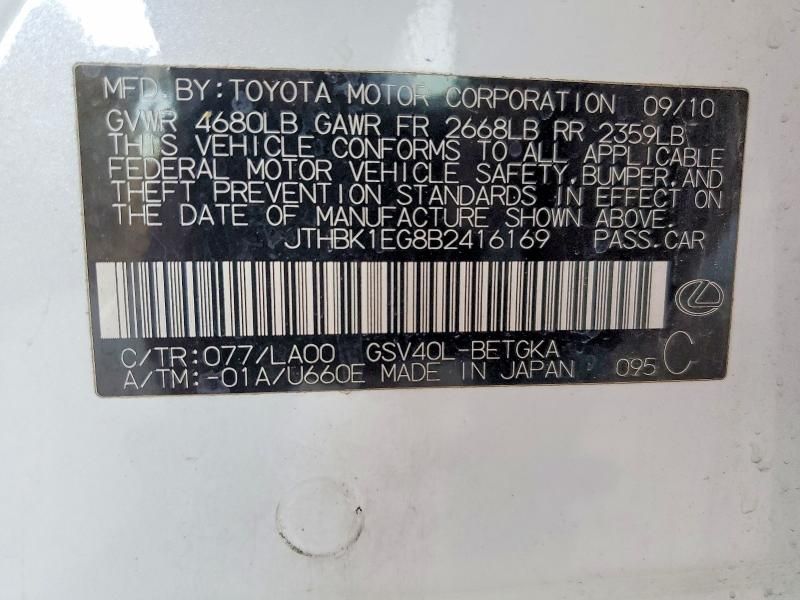 MFD. BY: TOYOTA MOTOR CORPORATION 09/10
GVWR 4680LB GAWR FR 2668LB RR 2359LB
THIS VEHICLE CONFORMS TO ALL APPLICABLE
FEDERAL MOTOR VEHICLE SAFETY, BUMPER, AND
THEFT PREVENTION STANDARDS IN EFFECT ON
THE DATE OF MANUFACTURE SHOWN ABOVE.
JTHBK1EG8B2416169 PASS. CAR
C/TR: 077/LA00 GSV40L-BETGKA
A/TM: -01A/U660E MADE IN JAPAN 095 C